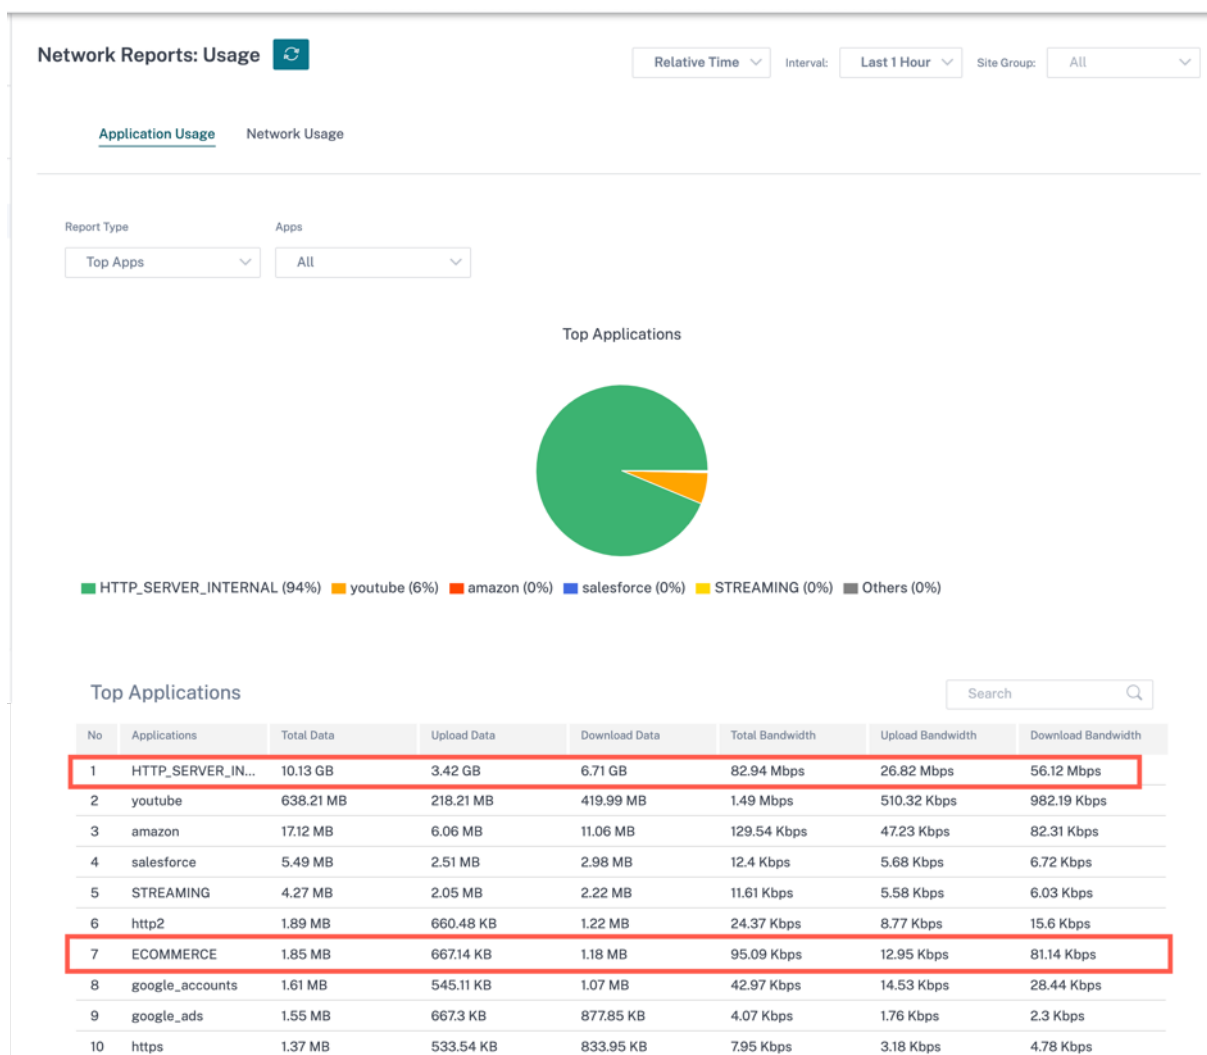 Network Reports: Usage
Relative Time Interval: Last 1 Hour Site Group: All
Application Usage Network Usage
Report Type Apps
Top Apps All
Top Applications
HTTP_SERVER_INTERNAL (94%) youtube (6%) amazon (0%) salesforce (0%) STREAMING (0%) Others (0%)
Top Applications Search
No Applications Total Data Upload Data Download Data Total Bandwidth Upload Bandwidth Download Bandwidth
1 HTTP_SERVER_IN... 10.13 GB 3.42 GB 6.71 GB 82.94 Mbps 26.82 Mbps 56.12 Mbps
2 youtube 638.21 MB 218.21 MB 419.99 MB 1.49 Mbps 510.32 Kbps 982.19 Kbps
3 amazon 17.12 MB 6.06 MB 11.06 MB 129.54 Kbps 47.23 Kbps 82.31 Kbps
4 salesforce 5.49 MB 2.51 MB 2.98 MB 12.4 Kbps 5.68 Kbps 6.72 Kbps
5 STREAMING 4.27 MB 2.05 MB 2.22 MB 11.61 Kbps 5.58 Kbps 6.03 Kbps
6 http2 1.89 MB 660.48 KB 1.22 MB 24.37 Kbps 8.77 Kbps 15.6 Kbps
7 ECOMMERCE 1.85 MB 667.14 KB 1.18 MB 95.09 Kbps 12.95 Kbps 81.14 Kbps
8 google_accounts 1.61 MB 545.11 KB 1.07 MB 42.97 Kbps 14.53 Kbps 28.44 Kbps
9 google_ads 1.55 MB 667.3 KB 877.85 KB 4.07 Kbps 1.76 Kbps 2.3 Kbps
10 https 1.37 MB 533.54 KB 833.95 KB 7.95 Kbps 3.18 Kbps 4.78 Kbps